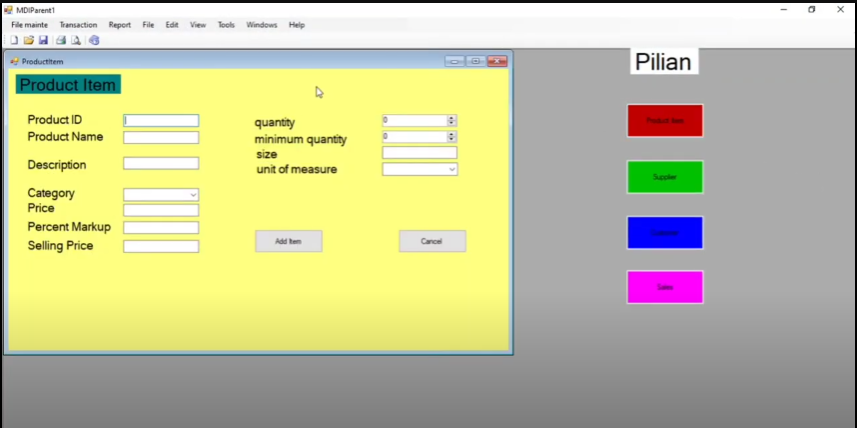 MDIParent1
File mainte Transaction Report File Edit View Tools Windows Help
ProductItem
Product Item
Product ID
Product Name
Description
Category
Price
Percent Markup
Selling Price
quantity 0
minimum quantity 0
size
unit of measure
Add Item Cancel
Pilian
Product Item
Supplier
Customer
Sales